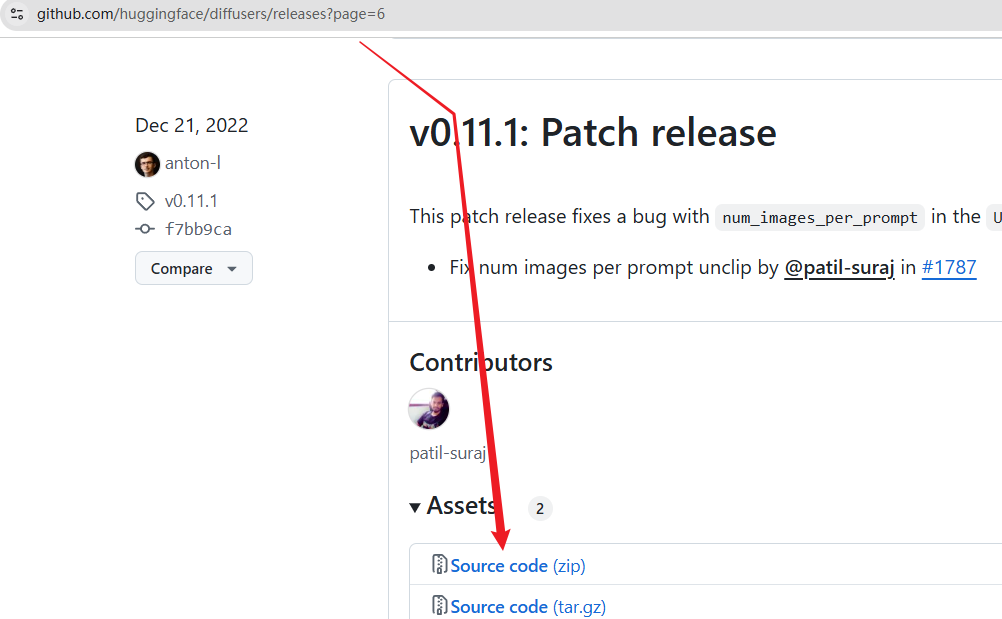 github.com/huggingface/diffusers/releases?page=6
Dec 21, 2022
anton-l
v0.11.1
f7bb9ca
Compare
v0.11.1: Patch release
This patch release fixes a bug with num_images_per_prompt in the U
Fix num images per prompt unclip by @patil-suraj in #1787
Contributors
patil-suraj
Assets 2
Source code (zip)
Source code (tar.gz)